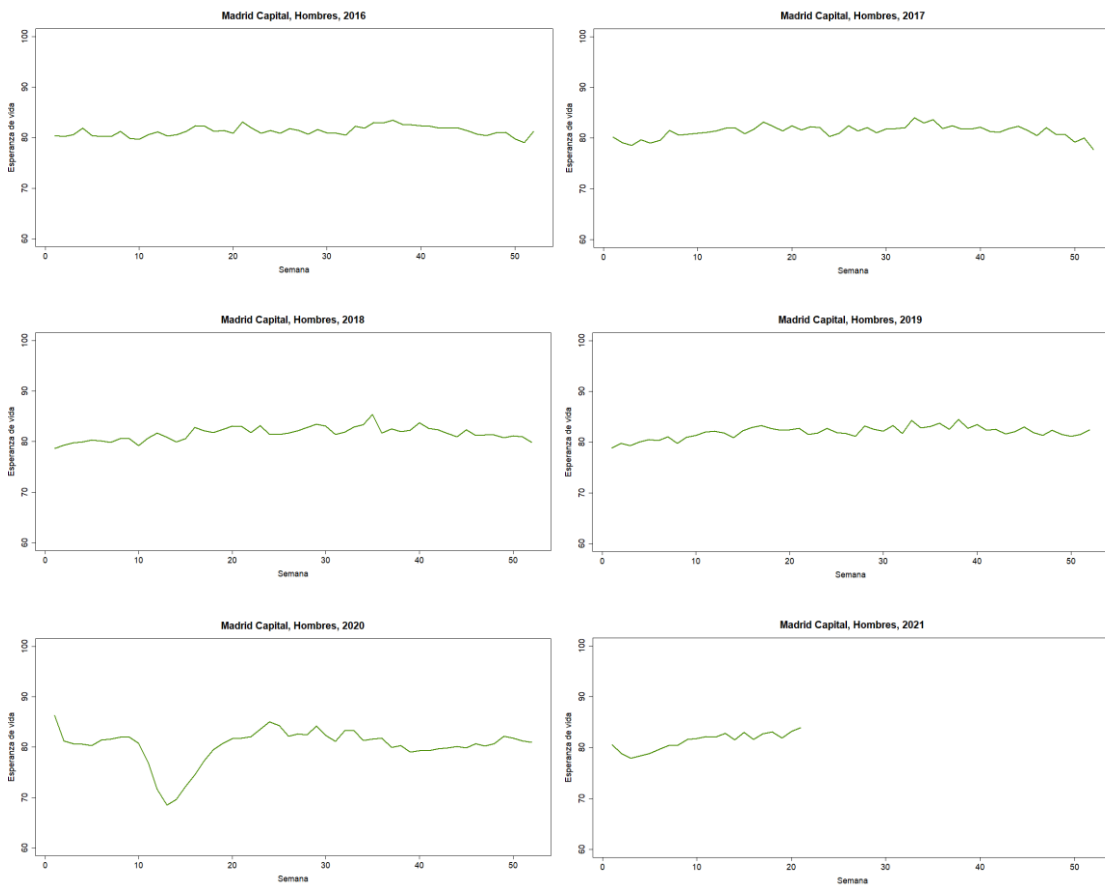 Madrid Capital, Hombres, 2016
Esperanza de vida
100
90
80
70
60
0 10 20 30 40 50
Semana
Madrid Capital, Hombres, 2017
Esperanza de vida
100
90
80
70
60
0 10 20 30 40 50
Semana
Madrid Capital, Hombres, 2018
Esperanza de vida
100
90
80
70
60
0 10 20 30 40 50
Semana
Madrid Capital, Hombres, 2019
Esperanza de vida
100
90
80
70
60
0 10 20 30 40 50
Semana
Madrid Capital, Hombres, 2020
Esperanza de vida
100
90
80
70
60
0 10 20 30 40 50
Semana
Madrid Capital, Hombres, 2021
Esperanza de vida
100
90
80
70
60
0 10 20 30 40 50
Semana